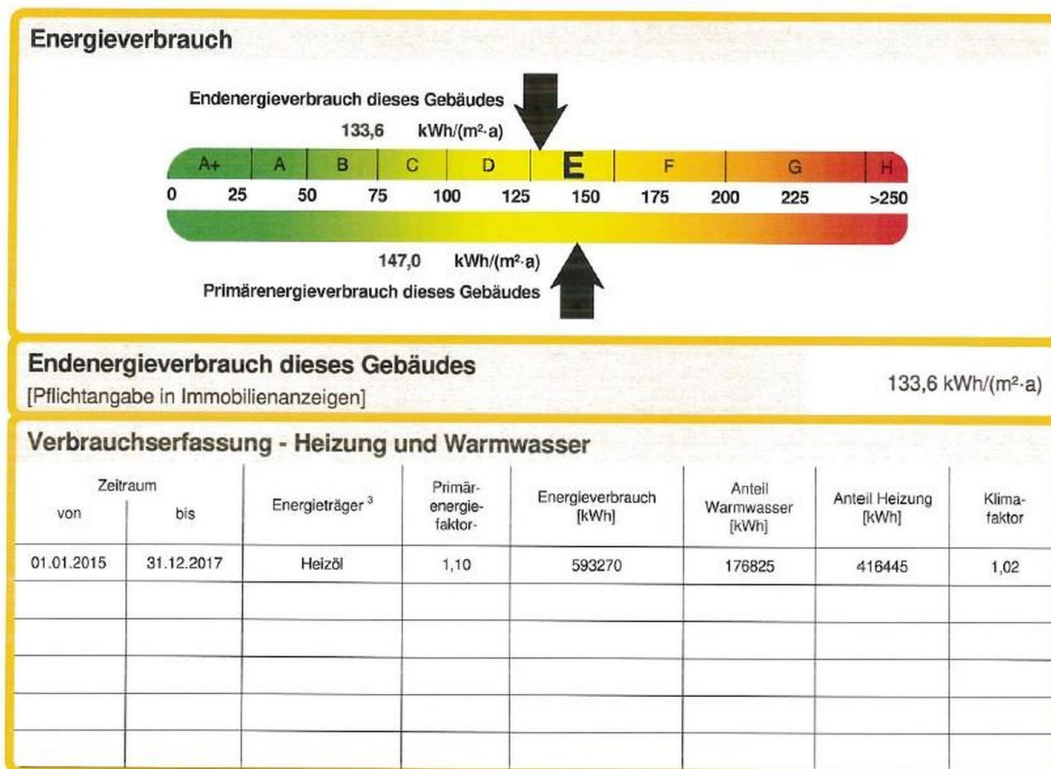 Energieverbrauch
Endenergieverbrauch dieses Gebäudes
133,6 kWh/(m²·a)
A+ A B C D E F G H
0 25 50 75 100 125 150 175 200 225 >250
147,0 kWh/(m²·a)
Primärenergieverbrauch dieses Gebäudes
Endenergieverbrauch dieses Gebäudes
[Pflichtangabe in Immobilienanzeigen]
133,6 kWh/(m²·a)
Verbrauchserfassung - Heizung und Warmwasser
Zeitraum
von bis
Energieträger ³
Primär-
energie-
faktor-
Energieverbrauch
[kWh]
Anteil
Warmwasser
[kWh]
Anteil Heizung
[kWh]
Klima-
faktor
01.01.2015 31.12.2017 Heizöl 1,10 593270 176825 416445 1,02